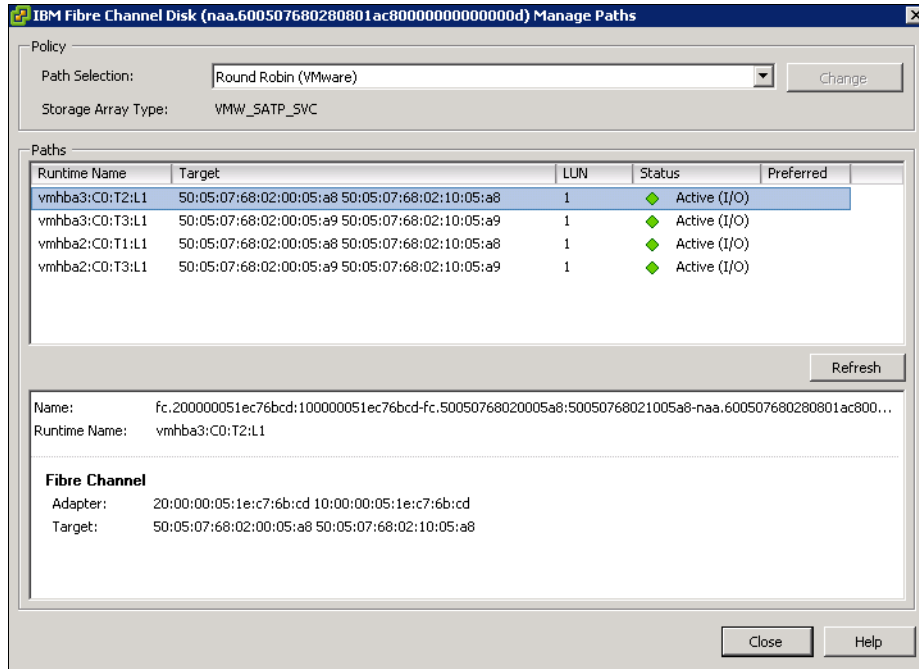 IBM Fibre Channel Disk (naa.600507680280801ac80000000000000d) Manage Paths
Policy
Path Selection: Round Robin (VMware) Change
Storage Array Type: VMW_SATP_SVC
Paths
Runtime Name Target LUN Status Preferred
vmhba3:C0:T2:L1 50:05:07:68:02:00:05:a8 50:05:07:68:02:10:05:a8 1 Active (I/O)
vmhba3:C0:T3:L1 50:05:07:68:02:00:05:a9 50:05:07:68:02:10:05:a9 1 Active (I/O)
vmhba2:C0:T1:L1 50:05:07:68:02:00:05:a8 50:05:07:68:02:10:05:a8 1 Active (I/O)
vmhba2:C0:T3:L1 50:05:07:68:02:00:05:a9 50:05:07:68:02:10:05:a9 1 Active (I/O)
Refresh
Name: fc.200000051ec76bcd:100000051ec76bcd-fc.50050768020005a8:50050768021005a8-naa.600507680280801ac800...
Runtime Name: vmhba3:C0:T2:L1
Fibre Channel
Adapter: 20:00:00:05:1e:c7:6b:cd 10:00:00:05:1e:c7:6b:cd
Target: 50:05:07:68:02:00:05:a8 50:05:07:68:02:10:05:a8
Close Help